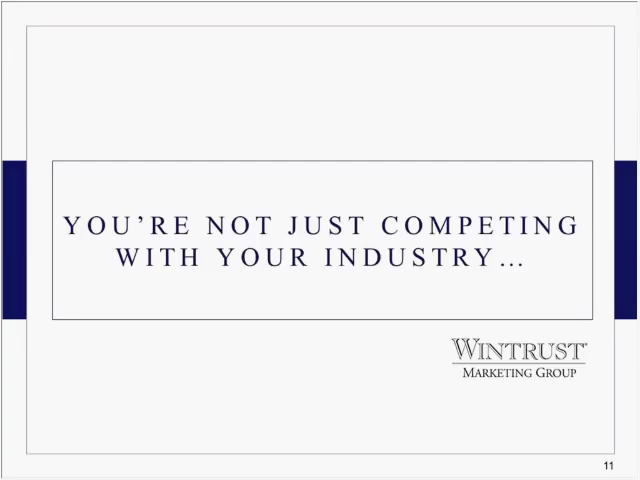 YOU’RE NOT JUST COMPETING
WITH YOUR INDUSTRY…
WINTRUST®
MARKETING GROUP
11